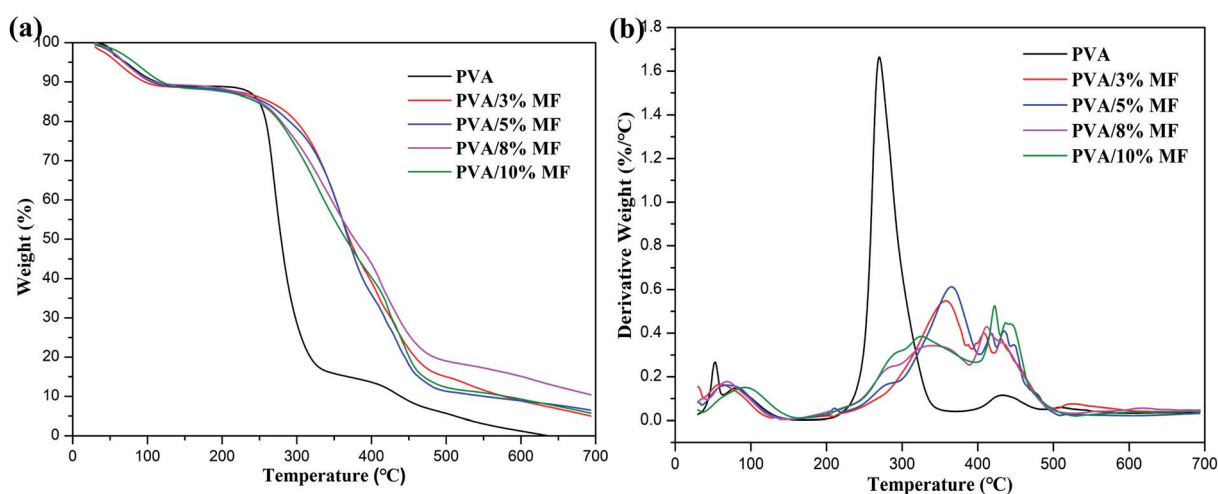 (a)
100
90
80
70
60
50
40
30
20
10
0
Weight (%)
0 100 200 300 400 500 600 700
Temperature (°C)
PVA
PVA/3% MF
PVA/5% MF
PVA/8% MF
PVA/10% MF
(b)
1.8
1.6
1.4
1.2
1.0
0.8
0.6
0.4
0.2
0.0
Derivative Weight (%/°C)
0 100 200 300 400 500 600 700
Temperature (°C)
PVA
PVA/3% MF
PVA/5% MF
PVA/8% MF
PVA/10% MF